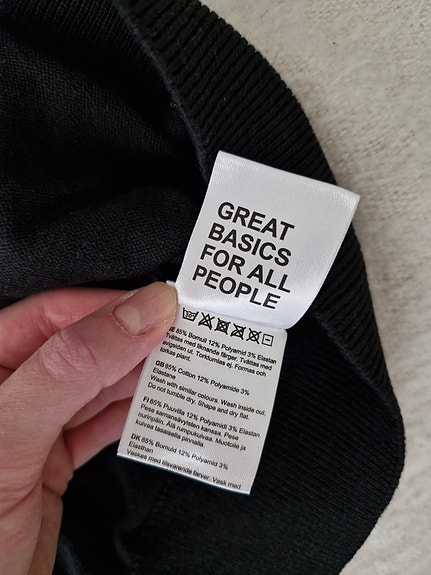 GREAT
BASICS
FOR ALL
PEOPLE
SE 85% Bomull 12% Polyamid 3% Elastan
Tvättas med liknande färger. Tvättas med
avigsidan ut. Torktumlas ej. Formas och
torkas plant.
GB 85% Cotton 12% Polyamide 3%
Elastane
Wash with similar colours. Wash inside out.
Do not tumble dry. Shape and dry flat.
FI 85% Puuvilla 12% Polyamidi 3% Elastan
Pese samansävyisten kanssa. Pese
nurinpäin. Älä rumpukuivaa. Muotoile ja
kuivaa tasaisella pinnalla.
DK 85% Bomuld 12% Polyamid 3%
Elasthan
Vaskes med tilsvarende farver. Vask med